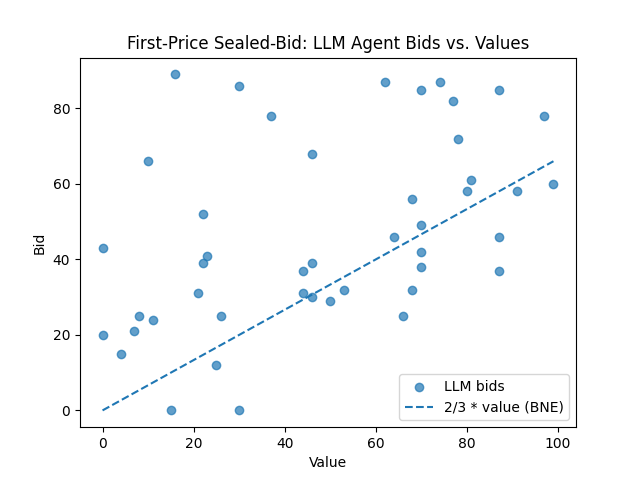 First-Price Sealed-Bid: LLM Agent Bids vs. Values
80
60
40
20
0
Bid
LLM bids
2/3 * value (BNE)
0 20 40 60 80 100
Value